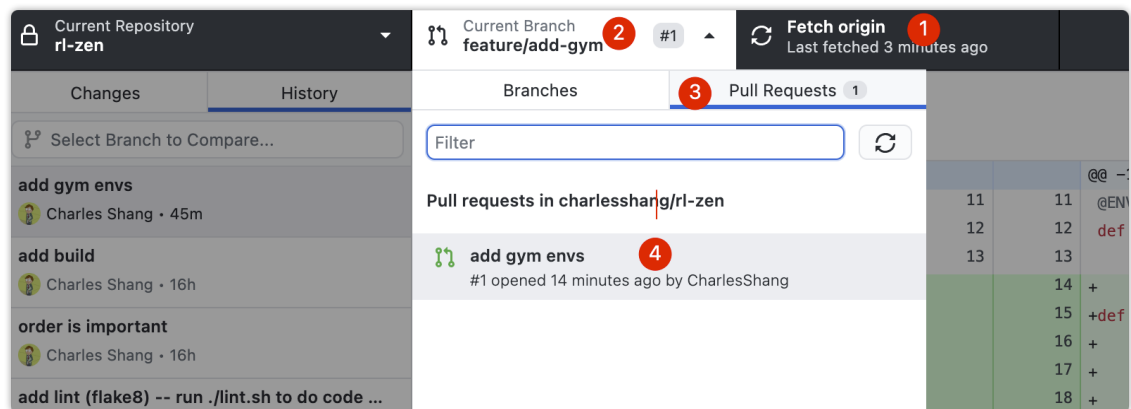 Current Repository
rl-zen
Current Branch
feature/add-gym
2
#1
Fetch origin
1
Last fetched 3 minutes ago
Changes
History
Branches
3
Pull Requests 1
Select Branch to Compare...
Filter
add gym envs
Charles Shang • 45m
add build
Charles Shang • 16h
order is important
Charles Shang • 16h
add lint (flake8) -- run ./lint.sh to do code ...
Pull requests in charlesshang/rl-zen
add gym envs
4
#1 opened 14 minutes ago by CharlesShang
11 11
12 12 def
13 13
14 +
15 +def
16 +
17 +
18 +